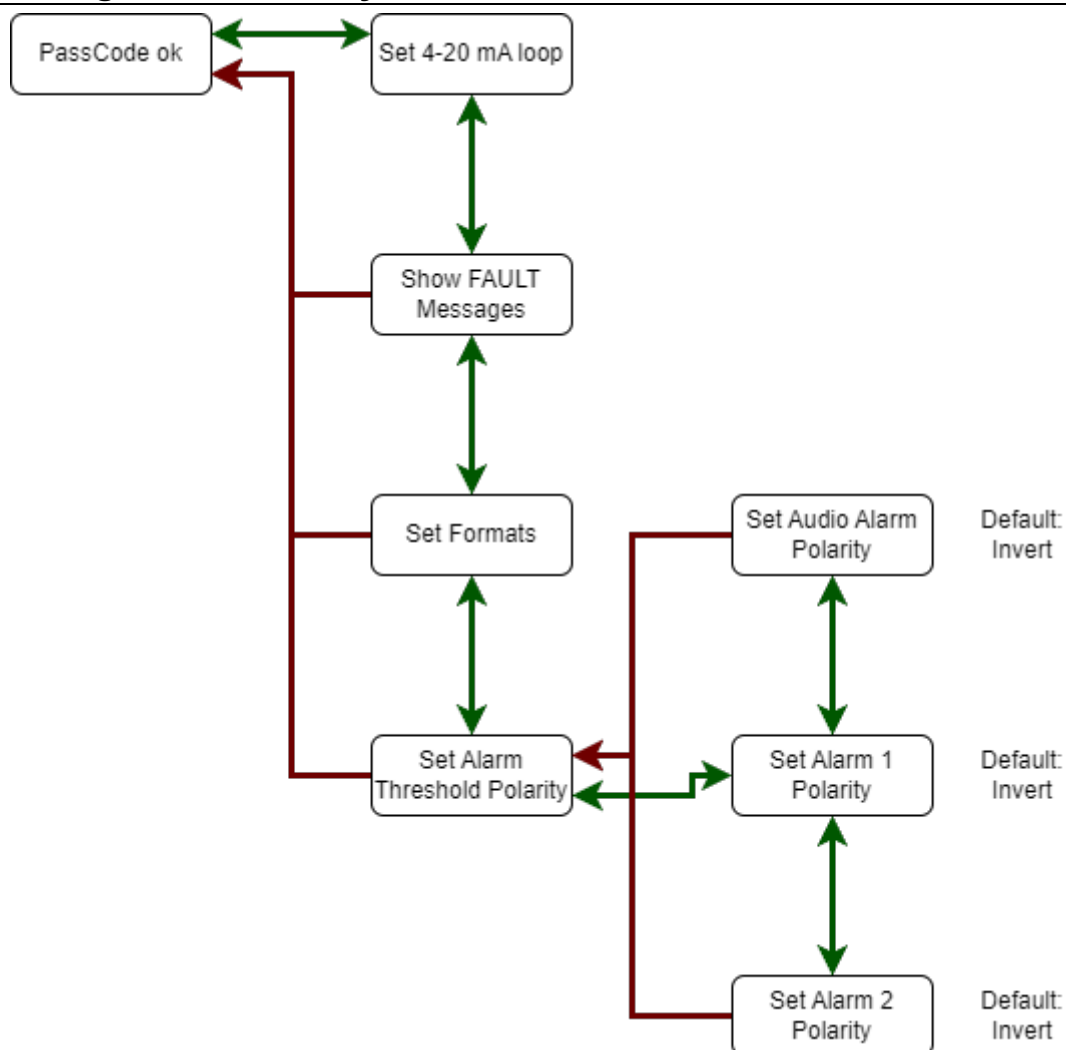 PassCode ok
Set 4-20 mA loop
Show FAULT
Messages
Set Formats
Set Audio Alarm
Polarity
Default:
Invert
Set Alarm
Threshold Polarity
Set Alarm 1
Polarity
Default:
Invert
Set Alarm 2
Polarity
Default:
Invert